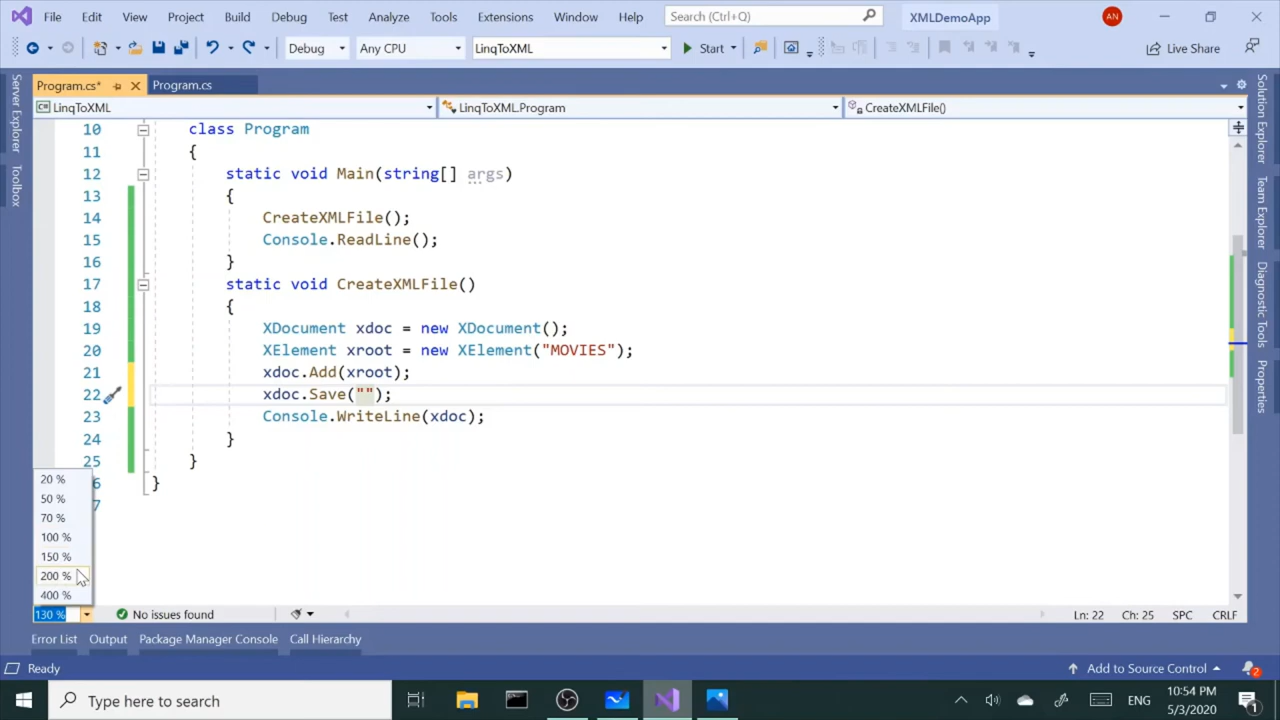 File Edit View Project Build Debug Test Analyze Tools Extensions Window Help Search (Ctrl+Q) XMLDemoApp AN
Debug Any CPU LinqToXML Start Live Share
Program.cs* Program.cs
LinqToXML LinqToXML.Program CreateXMLFile()
Server Explorer
Toolbox
Solution Explorer
Team Explorer
Diagnostic Tools
Properties
10 class Program
11 {
12 static void Main(string[] args)
13 {
14 CreateXMLFile();
15 Console.ReadLine();
16 }
17 static void CreateXMLFile()
18 {
19 XDocument xdoc = new XDocument();
20 XElement xroot = new XElement("MOVIES");
21 xdoc.Add(xroot);
22 xdoc.Save("");
23 Console.WriteLine(xdoc);
24 }
25 }
6 }
7
20 %
50 %
70 %
100 %
150 %
200 %
400 %
130 % No issues found Ln: 22 Ch: 25 SPC CRLF
Error List Output Package Manager Console Call Hierarchy
Ready Add to Source Control 2
Type here to search ENG 10:54 PM
5/3/2020 1